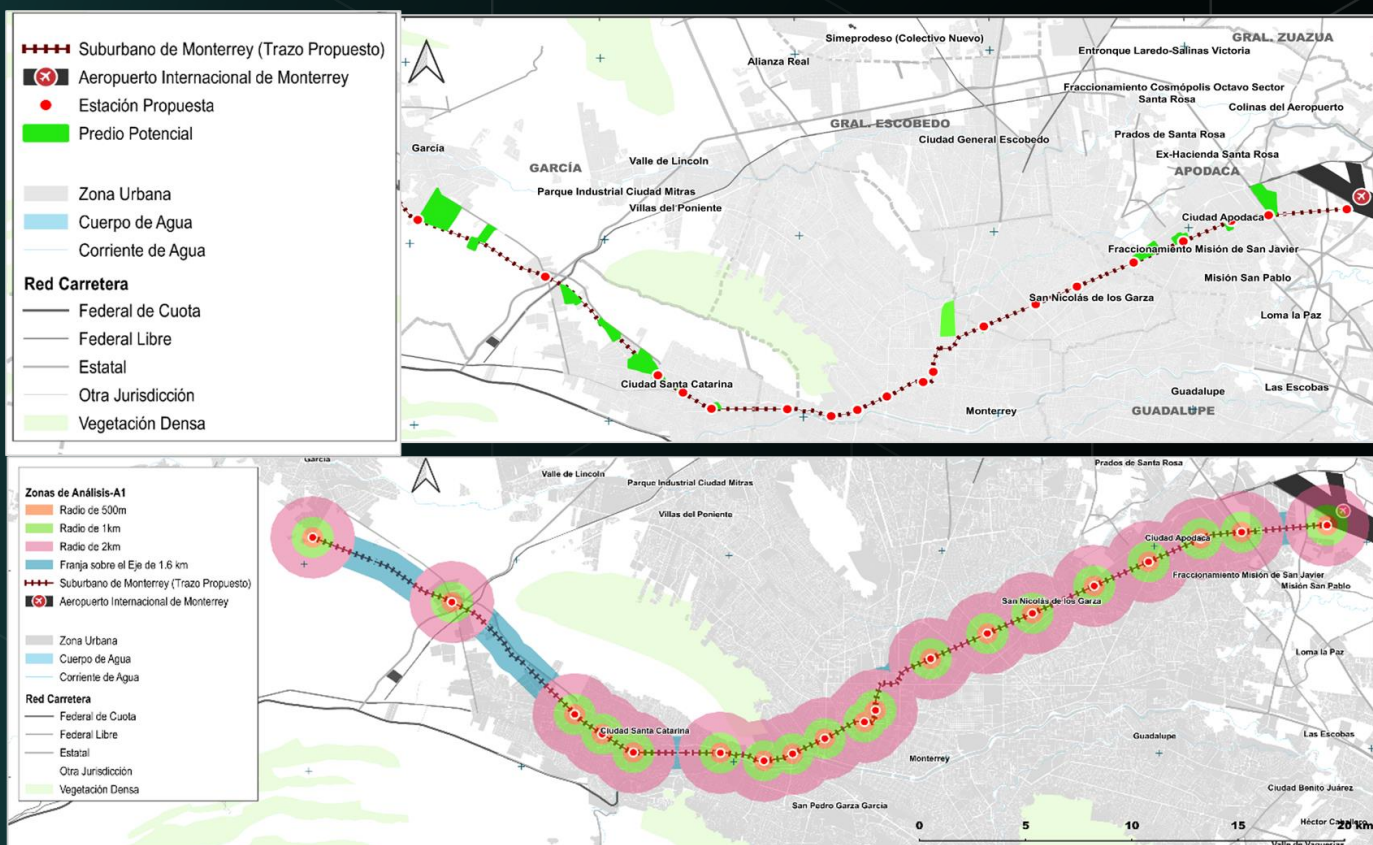 Suburbano de Monterrey (Trazo Propuesto)
Aeropuerto Internacional de Monterrey
Estación Propuesta
Predio Potencial
Zona Urbana
Cuerpo de Agua
Corriente de Agua
Red Carretera
Federal de Cuota
Federal Libre
Estatal
Otra Jurisdicción
Vegetación Densa
Simeprodeso (Colectivo Nuevo)
GRAL. ZUAZUA
Entronque Laredo-Salinas Victoria
Alianza Real
Fraccionamiento Cosmópolis Octavo Sector
Santa Rosa
Colinas del Aeropuerto
GRAL. ESCOBEDO
Ciudad General Escobedo
Prados de Santa Rosa
García
Ex-Hacienda Santa Rosa
Valle de Lincoln
GARCÍA
APODACA
Parque Industrial Ciudad Mitras
Villas del Poniente
Ciudad Apodaca
Fraccionamiento Misión de San Javier
Misión San Pablo
San Nicolás de los Garza
Loma la Paz
Ciudad Santa Catarina
Las Escobas
Guadalupe
Monterrey
GUADALUPE
Zonas de Análisis-A1
Radio de 500m
Radio de 1km
Radio de 2km
Franja sobre el Eje de 1.6 km
Suburbano de Monterrey (Trazo Propuesto)
Aeropuerto Internacional de Monterrey
Zona Urbana
Cuerpo de Agua
Corriente de Agua
Red Carretera
Federal de Cuota
Federal Libre
Estatal
Otra Jurisdicción
Vegetación Densa
García
Valle de Lincoln
Prados de Santa Rosa
Parque Industrial Ciudad Mitras
Villas del Poniente
Ciudad Apodaca
Fraccionamiento Misión de San Javier
Misión San Pablo
San Nicolás de los Garza
Loma la Paz
Ciudad Santa Catarina
Guadalupe
Las Escobas
Monterrey
Ciudad Benito Juárez
San Pedro Garza García
0 5 10 15 20 km